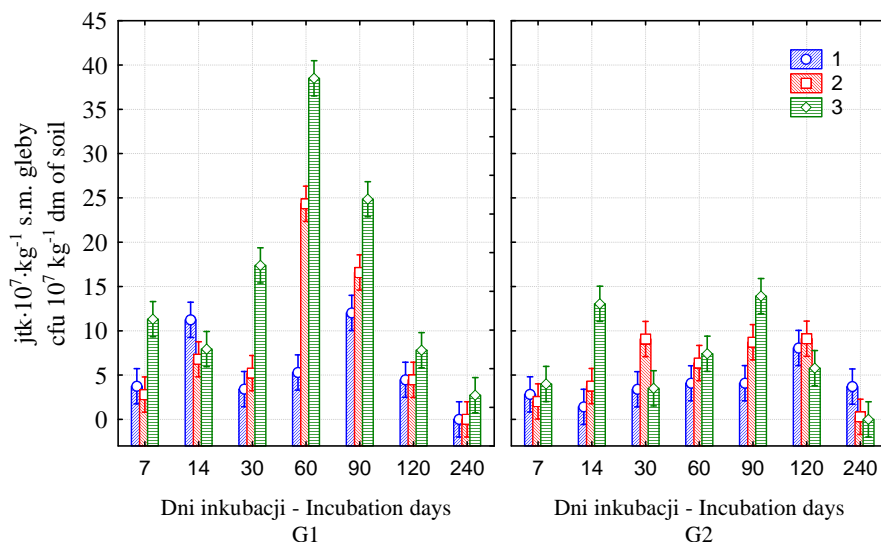 jtk·10⁷·kg⁻¹ s.m. gleby
cfu 10⁷ kg⁻¹ dm of soil
45
40
35
30
25
20
15
10
5
0
1
2
3
7 14 30 60 90 120 240
7 14 30 60 90 120 240
Dni inkubacji - Incubation days
G1
Dni inkubacji - Incubation days
G2